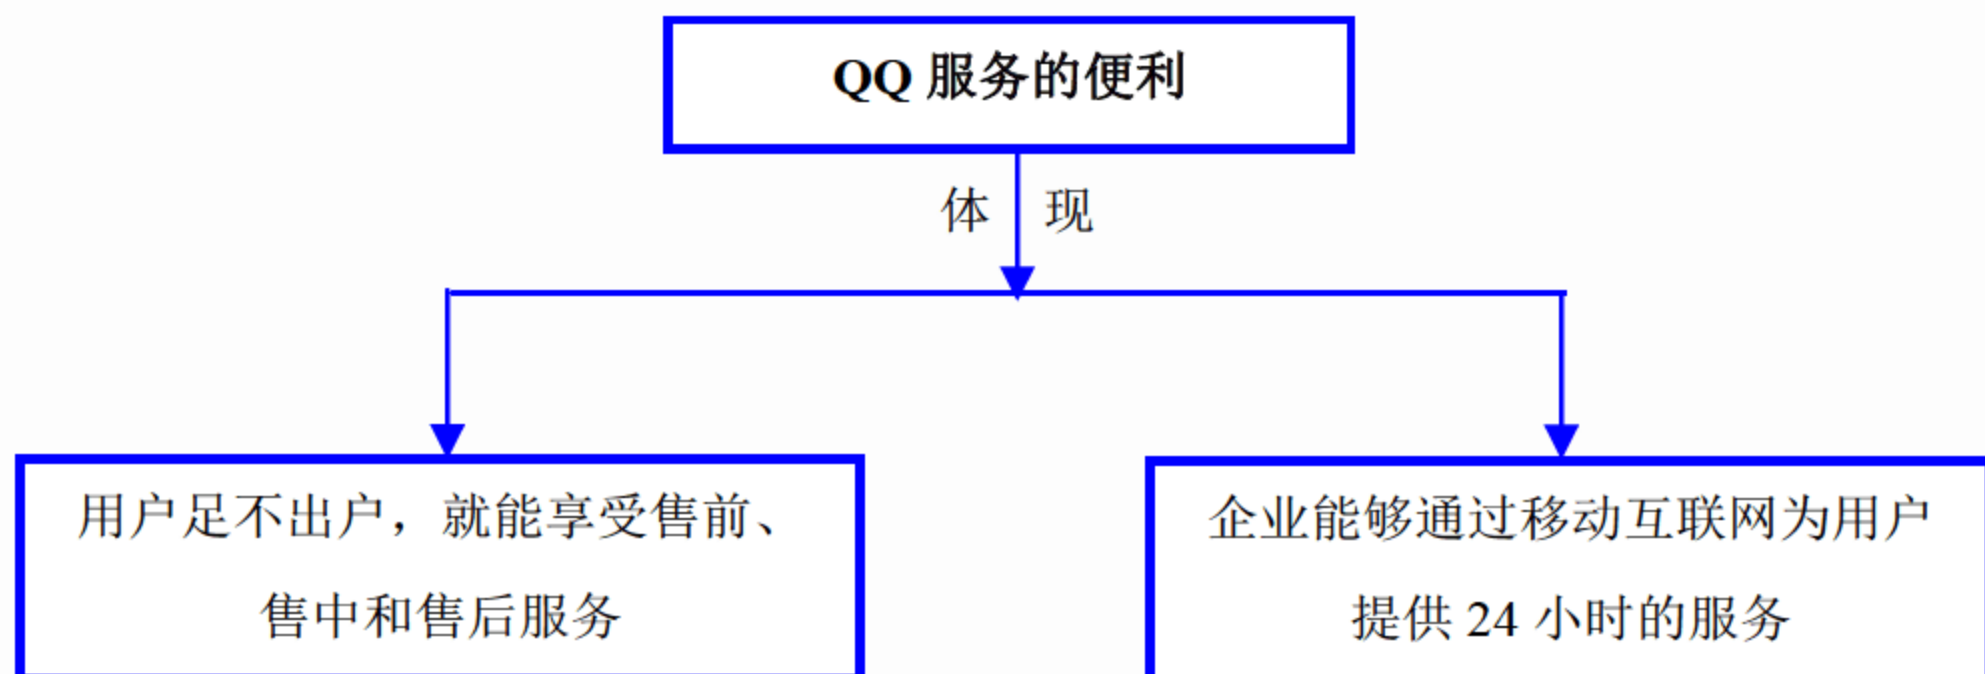 QQ 服务的便利
体 现
用户足不出户，就能享受售前、
售中和售后服务
企业能够通过移动互联网为用户
提供 24 小时的服务